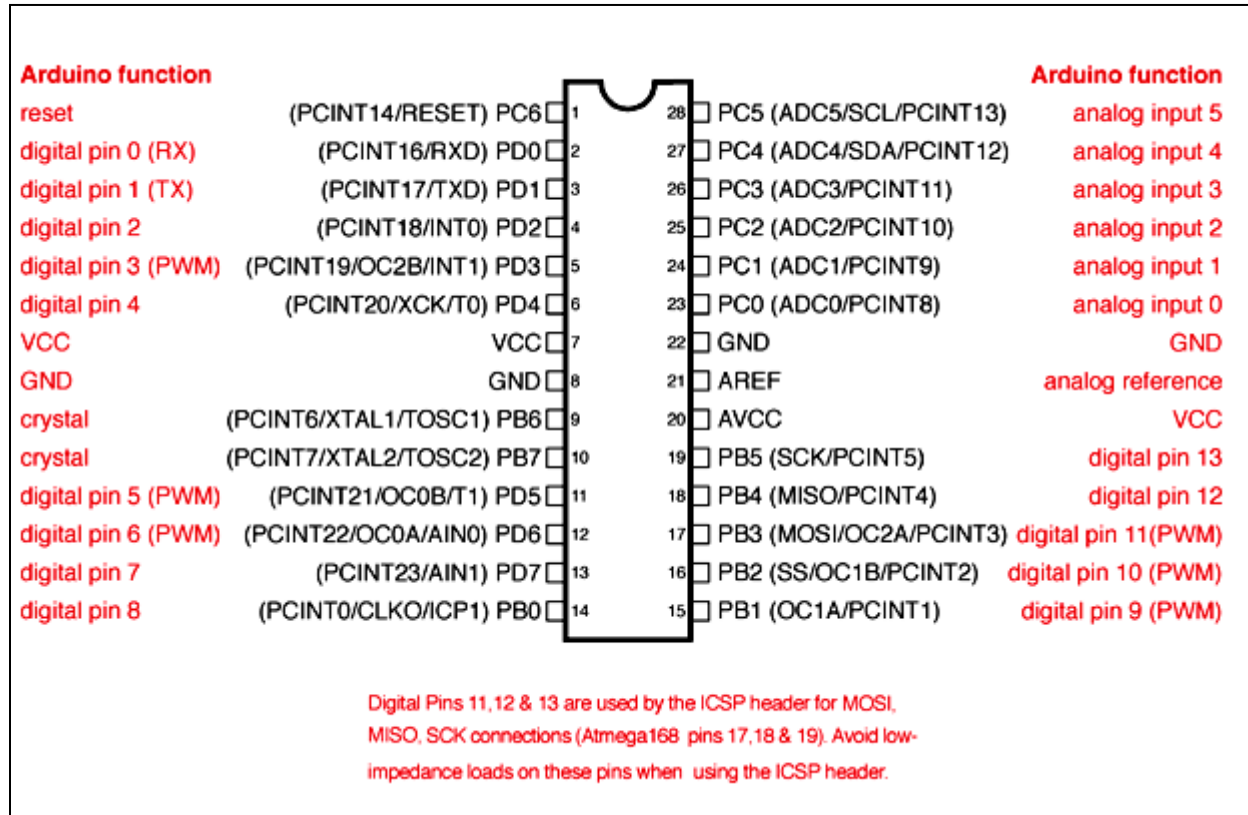 Arduino function Arduino function
reset (PCINT14/RESET) PC6 1 28 PC5 (ADC5/SCL/PCINT13) analog input 5
digital pin 0 (RX) (PCINT16/RXD) PD0 2 27 PC4 (ADC4/SDA/PCINT12) analog input 4
digital pin 1 (TX) (PCINT17/TXD) PD1 3 26 PC3 (ADC3/PCINT11) analog input 3
digital pin 2 (PCINT18/INT0) PD2 4 25 PC2 (ADC2/PCINT10) analog input 2
digital pin 3 (PWM) (PCINT19/OC2B/INT1) PD3 5 24 PC1 (ADC1/PCINT9) analog input 1
digital pin 4 (PCINT20/XCK/T0) PD4 6 23 PC0 (ADC0/PCINT8) analog input 0
VCC VCC 7 22 GND GND
GND GND 8 21 AREF analog reference
crystal (PCINT6/XTAL1/TOSC1) PB6 9 20 AVCC VCC
crystal (PCINT7/XTAL2/TOSC2) PB7 10 19 PB5 (SCK/PCINT5) digital pin 13
digital pin 5 (PWM) (PCINT21/OC0B/T1) PD5 11 18 PB4 (MISO/PCINT4) digital pin 12
digital pin 6 (PWM) (PCINT22/OC0A/AIN0) PD6 12 17 PB3 (MOSI/OC2A/PCINT3) digital pin 11(PWM)
digital pin 7 (PCINT23/AIN1) PD7 13 16 PB2 (SS/OC1B/PCINT2) digital pin 10 (PWM)
digital pin 8 (PCINT0/CLKO/ICP1) PB0 14 15 PB1 (OC1A/PCINT1) digital pin 9 (PWM)
Digital Pins 11,12 & 13 are used by the ICSP header for MOSI,
MISO, SCK connections (Atmega168 pins 17,18 & 19). Avoid low-
impedance loads on these pins when using the ICSP header.